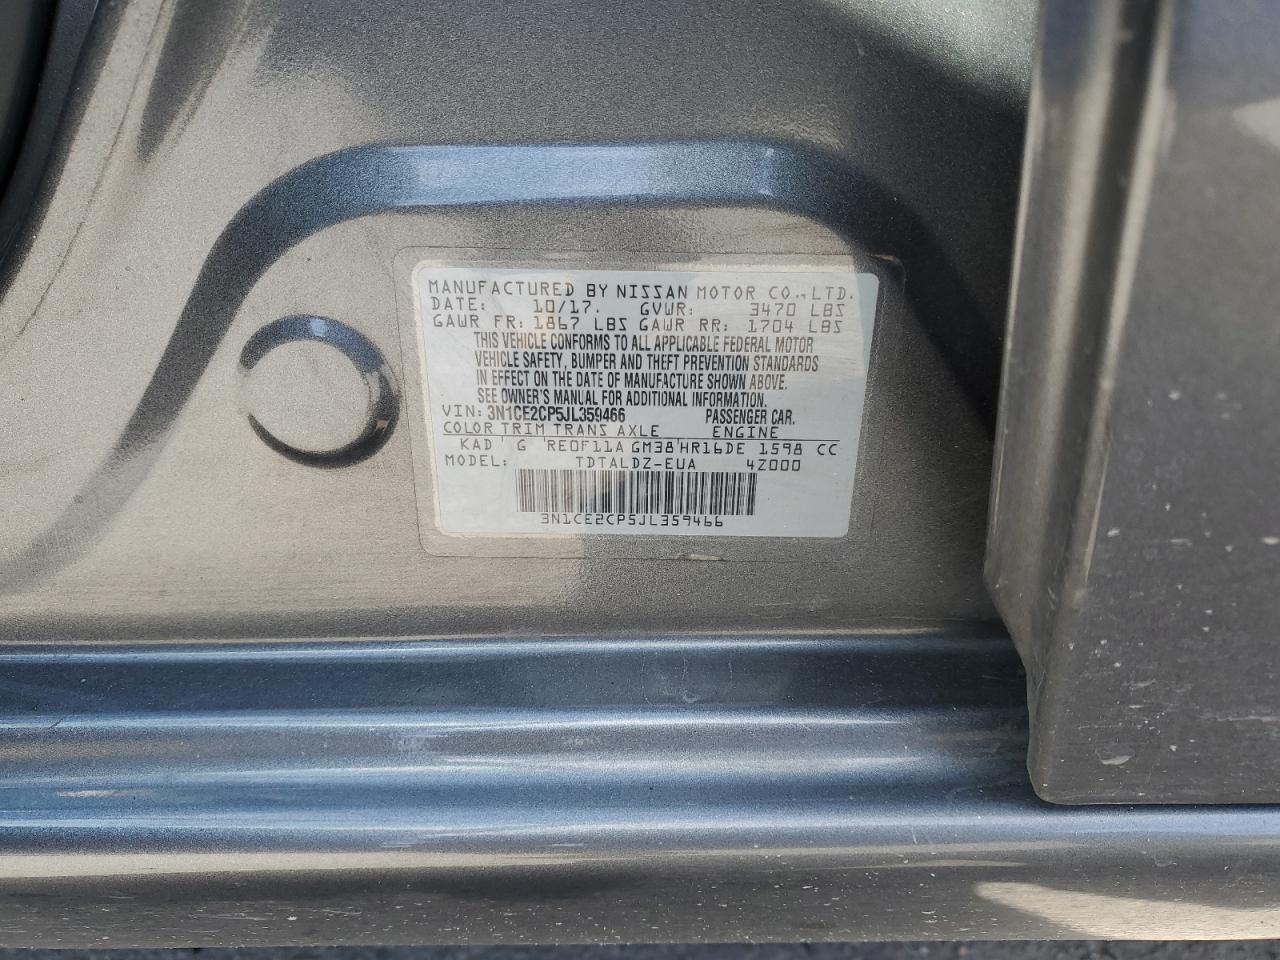 MANUFACTURED BY NISSAN MOTOR CO., LTD.
DATE: 10/17. GVWR: 3470 LBS
GAWR FR: 1867 LBS GAWR RR: 1704 LBS
THIS VEHICLE CONFORMS TO ALL APPLICABLE FEDERAL MOTOR
VEHICLE SAFETY, BUMPER AND THEFT PREVENTION STANDARDS
IN EFFECT ON THE DATE OF MANUFACTURE SHOWN ABOVE.
SEE OWNER'S MANUAL FOR ADDITIONAL INFORMATION.
VIN: 3N1CE2CP5JL359466 PASSENGER CAR.
COLOR TRIM TRANS AXLE ENGINE
KAD ' G ' RE0F11A GM38 ' HR16DE 1598 CC
MODEL: TDTALDZ-EUA 4Z000
3N1CE2CP5JL359466